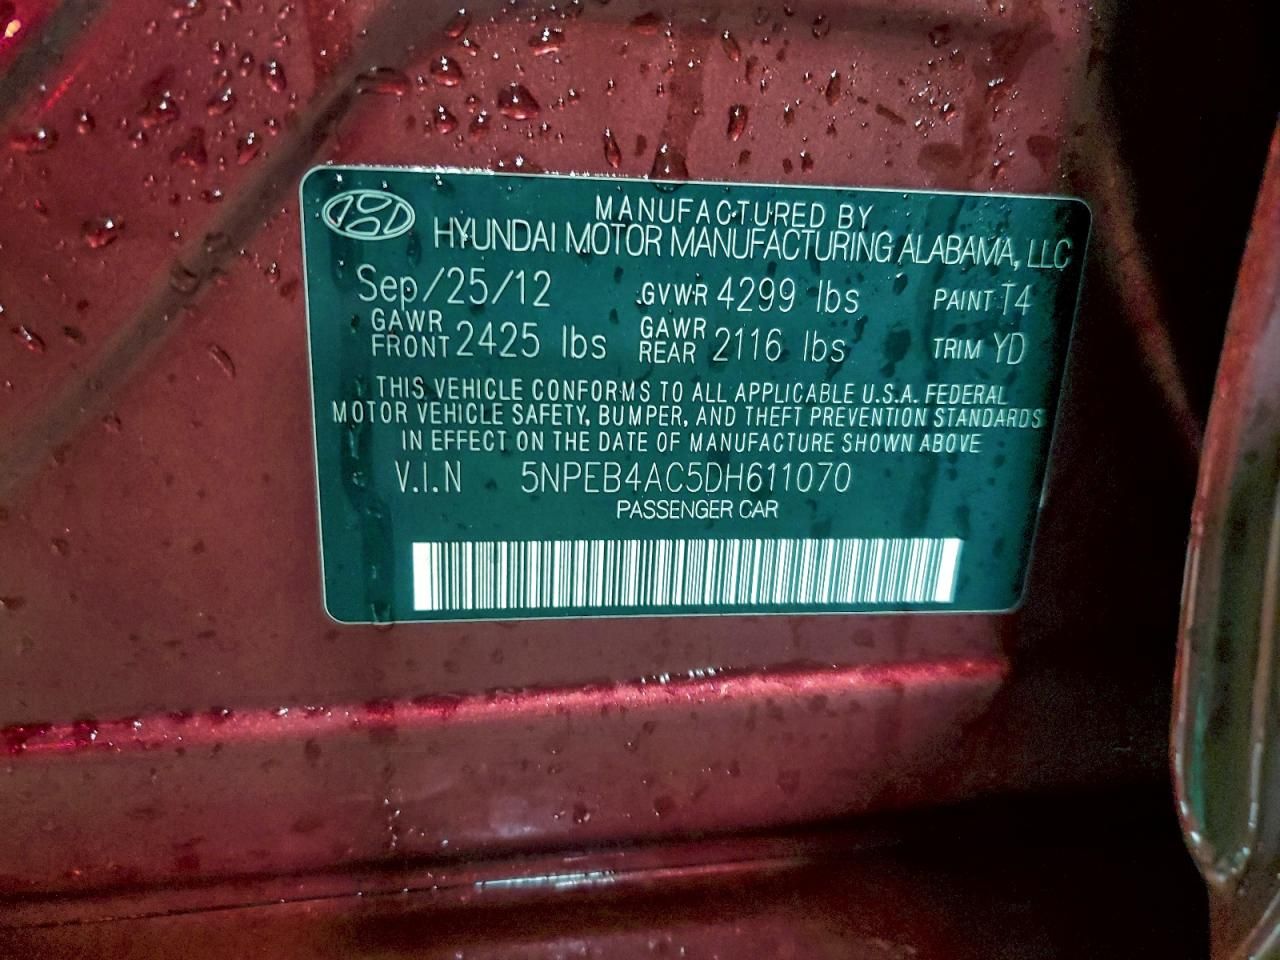 MANUFACTURED BY
HYUNDAI MOTOR MANUFACTURING ALABAMA, LLC
Sep/25/12 GVWR 4299 lbs PAINT T4
GAWR FRONT 2425 lbs GAWR REAR 2116 lbs TRIM YD
THIS VEHICLE CONFORMS TO ALL APPLICABLE U.S.A. FEDERAL
MOTOR VEHICLE SAFETY, BUMPER, AND THEFT PREVENTION STANDARDS
IN EFFECT ON THE DATE OF MANUFACTURE SHOWN ABOVE
V.I.N 5NPEB4AC5DH611070
PASSENGER CAR